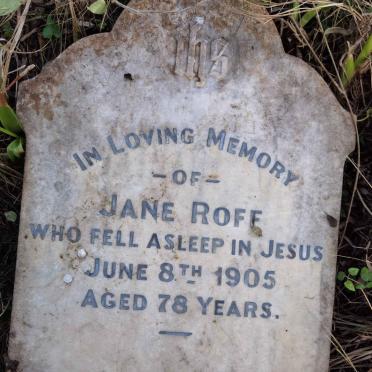 IHS
IN LOVING MEMORY
— OF —
JANE ROFF
WHO FELL ASLEEP IN JESUS
JUNE 8TH 1905
AGED 78 YEARS.